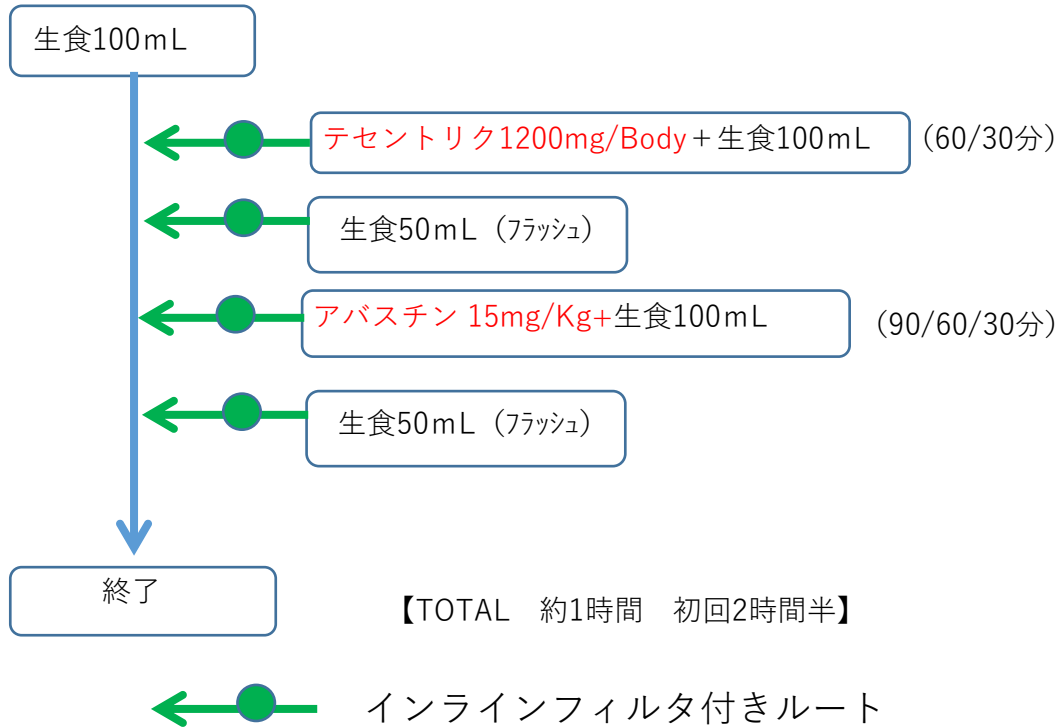 生食100mL
テセントリク1200mg/Body+生食100mL (60/30分)
生食50mL(フラッシュ)
アバスチン 15mg/Kg+生食100mL (90/60/30分)
生食50mL(フラッシュ)
終了
【TOTAL 約1時間 初回2時間半】
インラインフィルタ付きルート